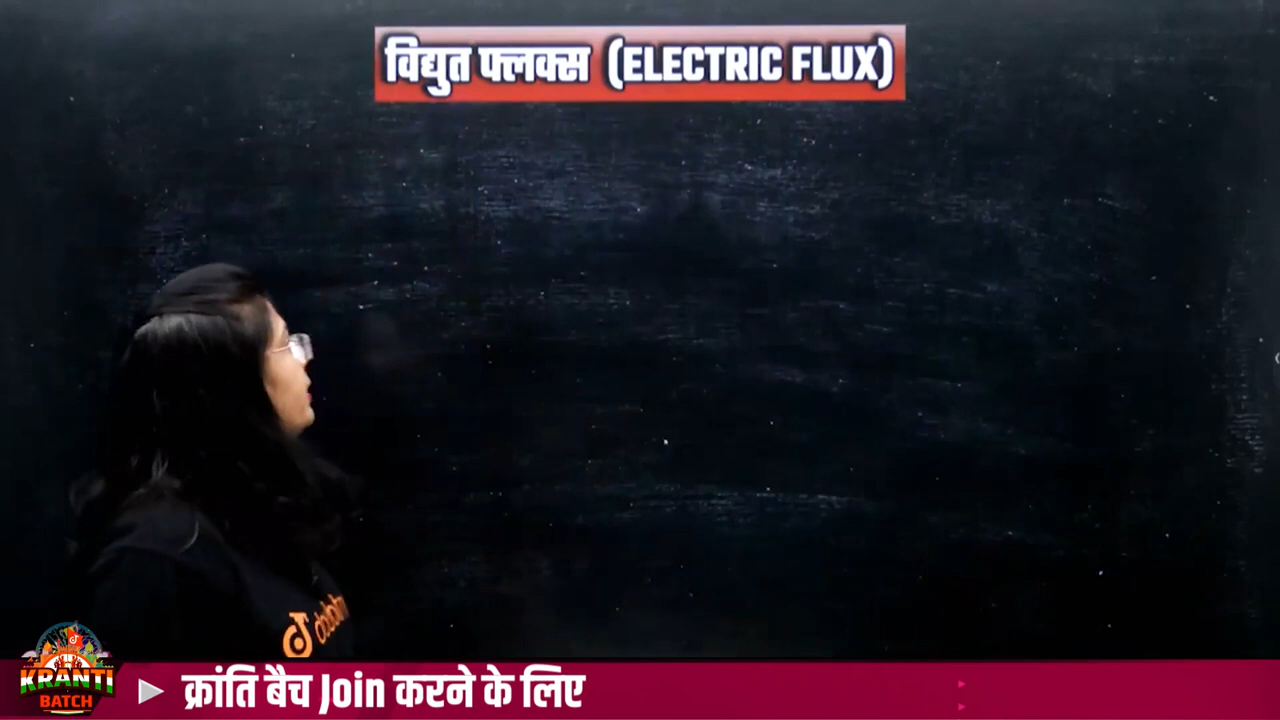 विद्युत फ्लक्स (ELECTRIC FLUX)
KRANTI
BATCH
क्रांति बैच Join करने के लिए